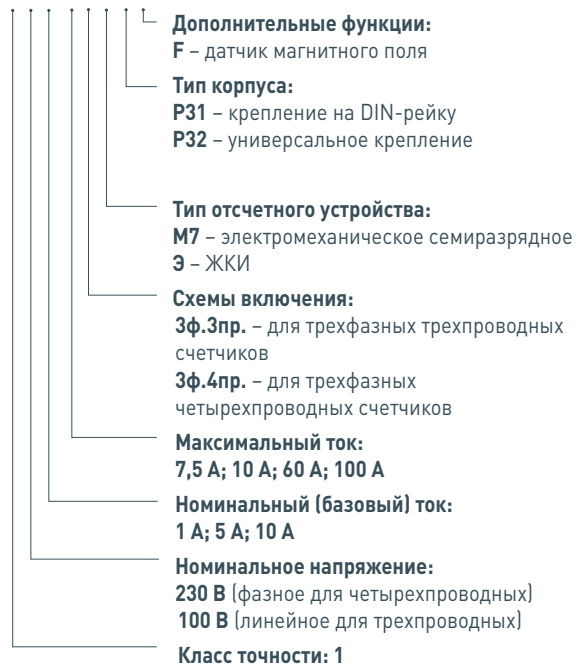 Дополнительные функции:
F – датчик магнитного поля
Тип корпуса:
P31 – крепление на DIN-рейку
P32 – универсальное крепление
Тип отсчетного устройства:
М7 – электромеханическое семиразрядное
Э – ЖКИ
Схемы включения:
3ф.3пр. – для трехфазных трехпроводных
счетчиков
3ф.4пр. – для трехфазных
четырехпроводных счетчиков
Максимальный ток:
7,5 А; 10 А; 60 А; 100 А
Номинальный (базовый) ток:
1 А; 5 А; 10 А
Номинальное напряжение:
230 В (фазное для четырехпроводных)
100 В (линейное для трехпроводных)
Класс точности: 1